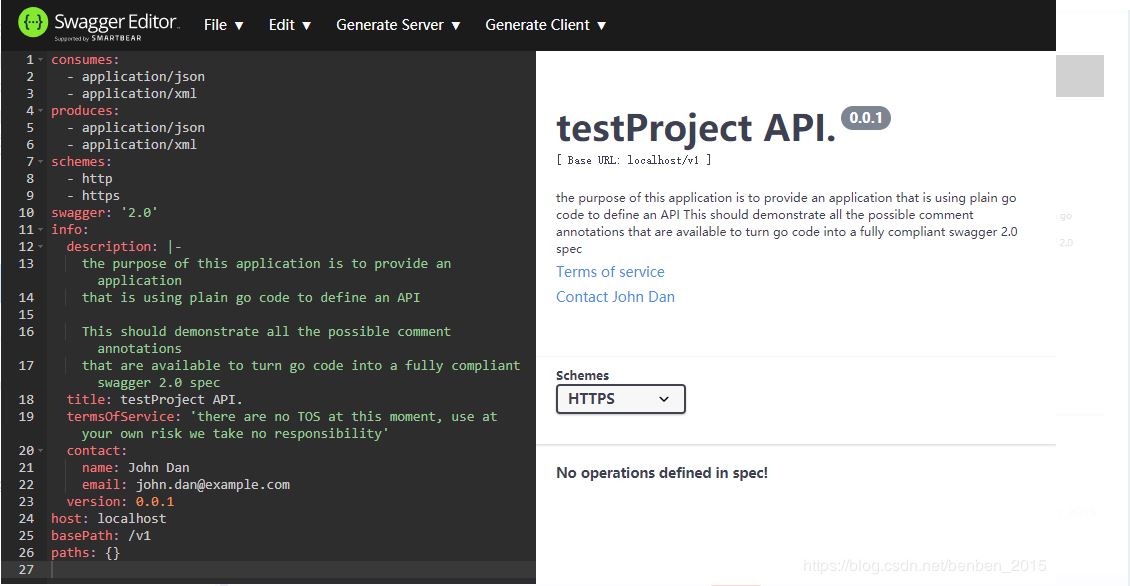 Swagger Editor
Supported by SMARTBEAR
File ▼ Edit ▼ Generate Server ▼ Generate Client ▼
1 consumes:
2 - application/json
3 - application/xml
4 produces:
5 - application/json
6 - application/xml
7 schemes:
8 - http
9 - https
10 swagger: '2.0'
11 info:
12 description: |-
13 the purpose of this application is to provide an
application
14 that is using plain go code to define an API
15
16 This should demonstrate all the possible comment
annotations
17 that are available to turn go code into a fully compliant
swagger 2.0 spec
18 title: testProject API.
19 termsOfService: 'there are no TOS at this moment, use at
your own risk we take no responsibility'
20 contact:
21 name: John Dan
22 email: john.dan@example.com
23 version: 0.0.1
24 host: localhost
25 basePath: /v1
26 paths: {}
27
testProject API. 0.0.1
[ Base URL: localhost/v1 ]
the purpose of this application is to provide an application that is using plain go
code to define an API This should demonstrate all the possible comment
annotations that are available to turn go code into a fully compliant swagger 2.0
spec
Terms of service
Contact John Dan
Schemes
HTTPS
No operations defined in spec!
go
2.0
https://blog.csdn.net/benben_2015